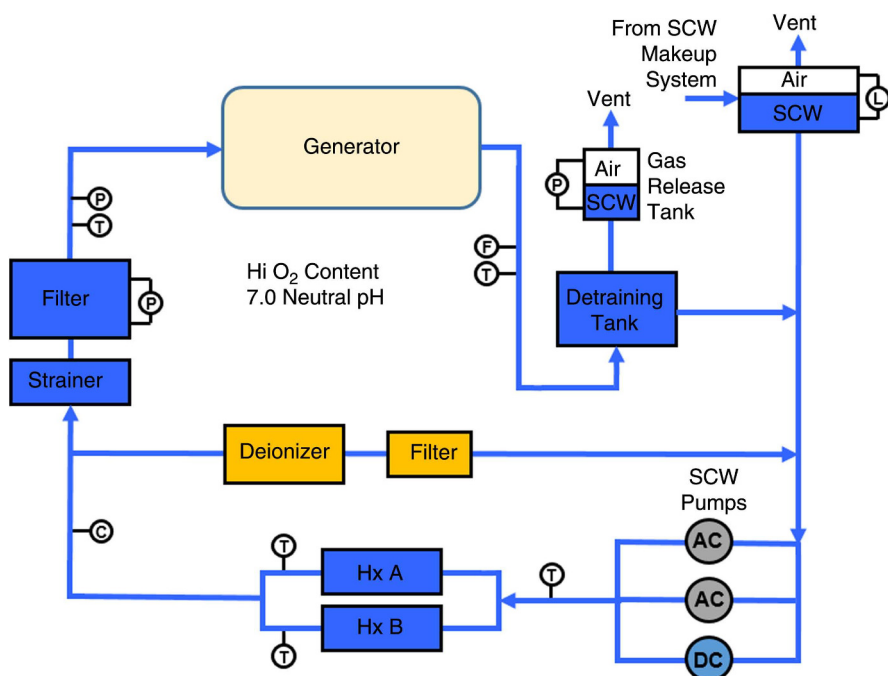 From SCW
Makeup
System
Vent
Air
SCW
L
Vent
Air
SCW
P
Gas
Release
Tank
Generator
P
T
F
T
Hi O₂ Content
7.0 Neutral pH
Filter
P
Detraining
Tank
Strainer
Deionizer
Filter
SCW
Pumps
AC
C
T
Hx A
T
AC
Hx B
T
DC